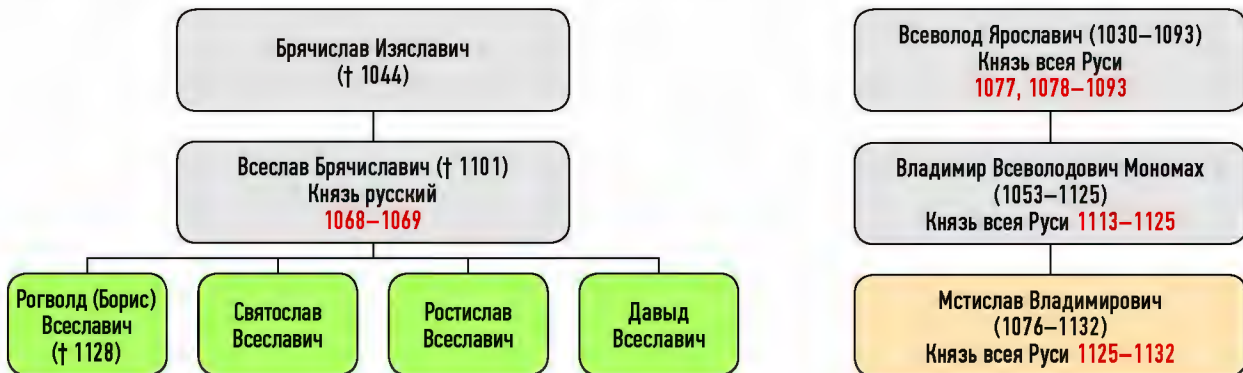 Брячислав Изяславич
(† 1044)
Всеслав Брячиславич († 1101)
Князь русский
1068–1069
Рогволд (Борис)
Всеславич
(† 1128)
Святослав
Всеславич
Ростислав
Всеславич
Давыд
Всеславич
Всеволод Ярославич (1030–1093)
Князь всея Руси
1077, 1078–1093
Владимир Всеволодович Мономах
(1053–1125)
Князь всея Руси 1113–1125
Мстислав Владимирович
(1076–1132)
Князь всея Руси 1125–1132